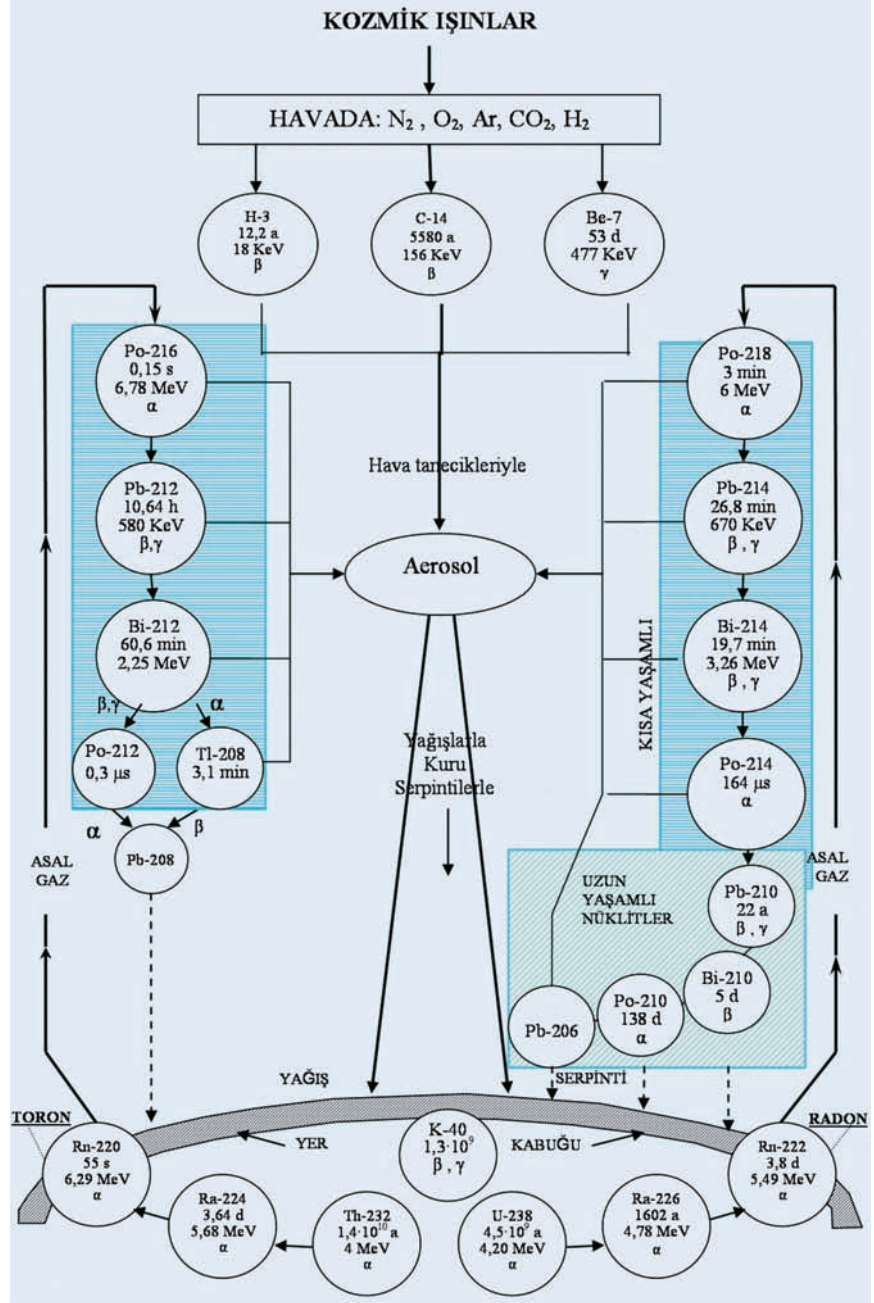 KOZMİK IŞINLAR
HAVADA: N₂ , O₂, Ar, CO₂, H₂
H-3
12,2 a
18 KeV
β
C-14
5580 a
156 KeV
β
Be-7
53 d
477 KeV
γ
Po-216
0,15 s
6,78 MeV
α
Pb-212
10,64 h
580 KeV
β,γ
Bi-212
60,6 min
2,25 MeV
β,γ
α
Po-212
0,3 µs
Tl-208
3,1 min
α
β
Pb-208
ASAL
GAZ
Hava tanecikleriyle
Aerosol
Yağışlarla
Kuru
Serpintilerle
Po-218
3 min
6 MeV
α
Pb-214
26,8 min
670 KeV
β , γ
Bi-214
19,7 min
3,26 MeV
β , γ
Po-214
164 µs
α
KISA YAŞAMLI
ASAL
GAZ
UZUN
YAŞAMLI
NÜKLİTLER
Pb-210
22 a
β , γ
Bi-210
5 d
β
Po-210
138 d
α
Pb-206
YAĞIŞ
SERPİNTİ
TORON
RADON
YER
KABUĞU
K-40
1,3·10⁹
β , γ
Rn-220
55 s
6,29 MeV
α
Ra-224
3,64 d
5,68 MeV
α
Th-232
1,4·10¹⁰ a
4 MeV
α
U-238
4,5·10⁹ a
4,20 MeV
α
Ra-226
1602 a
4,78 MeV
α
Rn-222
3,8 d
5,49 MeV
α